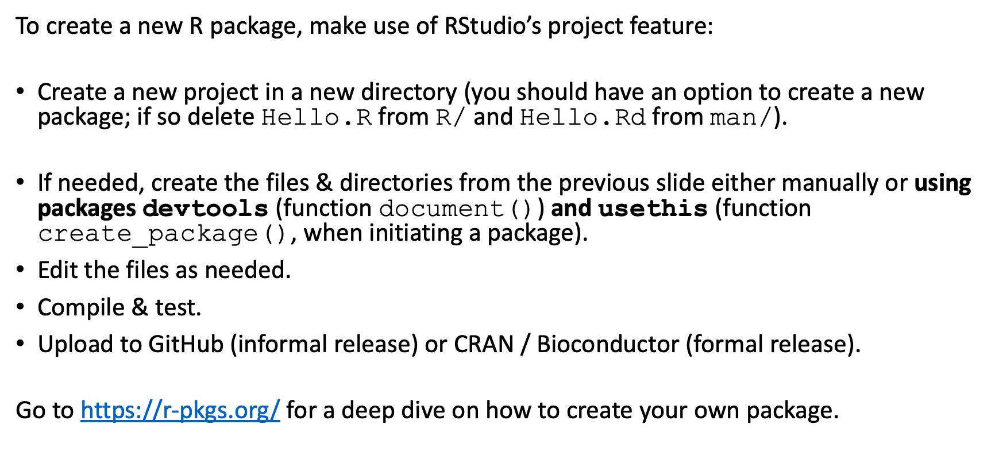 To create a new R package, make use of RStudio’s project feature:
• Create a new project in a new directory (you should have an option to create a new
package; if so delete Hello.R from R/ and Hello.Rd from man/).
• If needed, create the files & directories from the previous slide either manually or using
packages devtools (function document()) and usethis (function
create_package(), when initiating a package).
• Edit the files as needed.
• Compile & test.
• Upload to GitHub (informal release) or CRAN / Bioconductor (formal release).
Go to https://r-pkgs.org/ for a deep dive on how to create your own package.